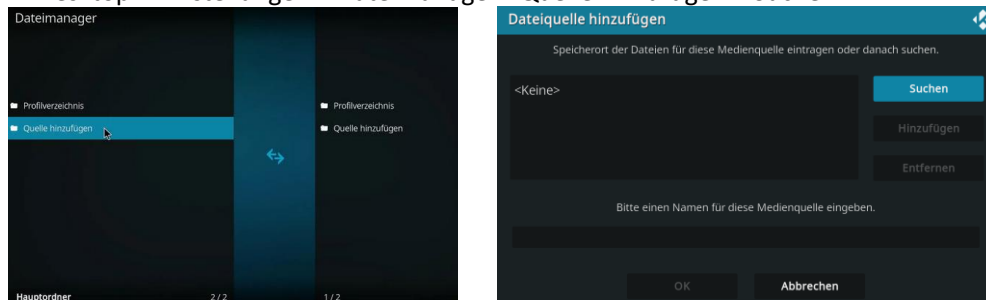 Dateimanager
Profilverzeichnis
Quelle hinzufügen
Hauptordner 2 / 2
Profilverzeichnis
Quelle hinzufügen
1 / 2
Dateiquelle hinzufügen
Speicherort der Dateien für diese Medienquelle eintragen oder danach suchen.
<Keine>
Suchen
Hinzufügen
Entfernen
Bitte einen Namen für diese Medienquelle eingeben.
OK
Abbrechen